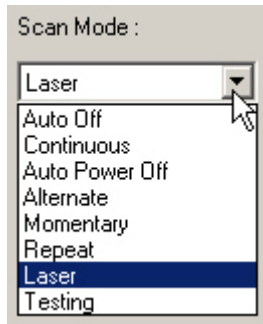 Scan Mode :
Laser
Auto Off
Continuous
Auto Power Off
Alternate
Momentary
Repeat
Laser
Testing